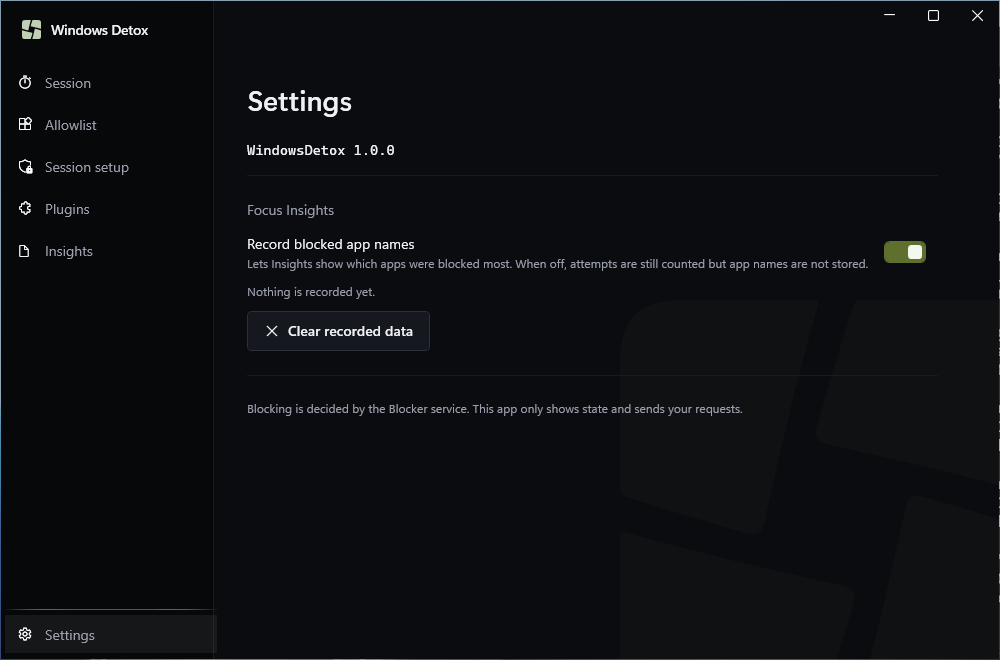 Windows Detox
Session
Allowlist
Session setup
Plugins
Insights
Settings
Settings
WindowsDetox 1.0.0
Focus Insights
Record blocked app names
Lets Insights show which apps were blocked most. When off, attempts are still counted but app names are not stored.
Nothing is recorded yet.
Clear recorded data
Blocking is decided by the Blocker service. This app only shows state and sends your requests.